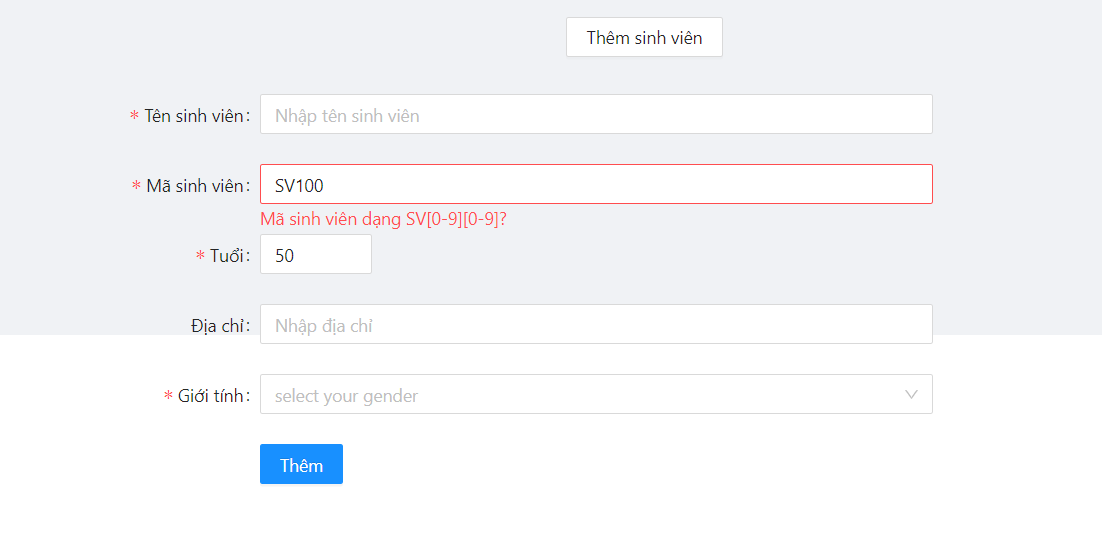 Thêm sinh viên
* Tên sinh viên: Nhập tên sinh viên
* Mã sinh viên: SV100
Mã sinh viên dạng SV[0-9][0-9]?
* Tuổi: 50
Địa chỉ: Nhập địa chỉ
* Giới tính: select your gender
Thêm